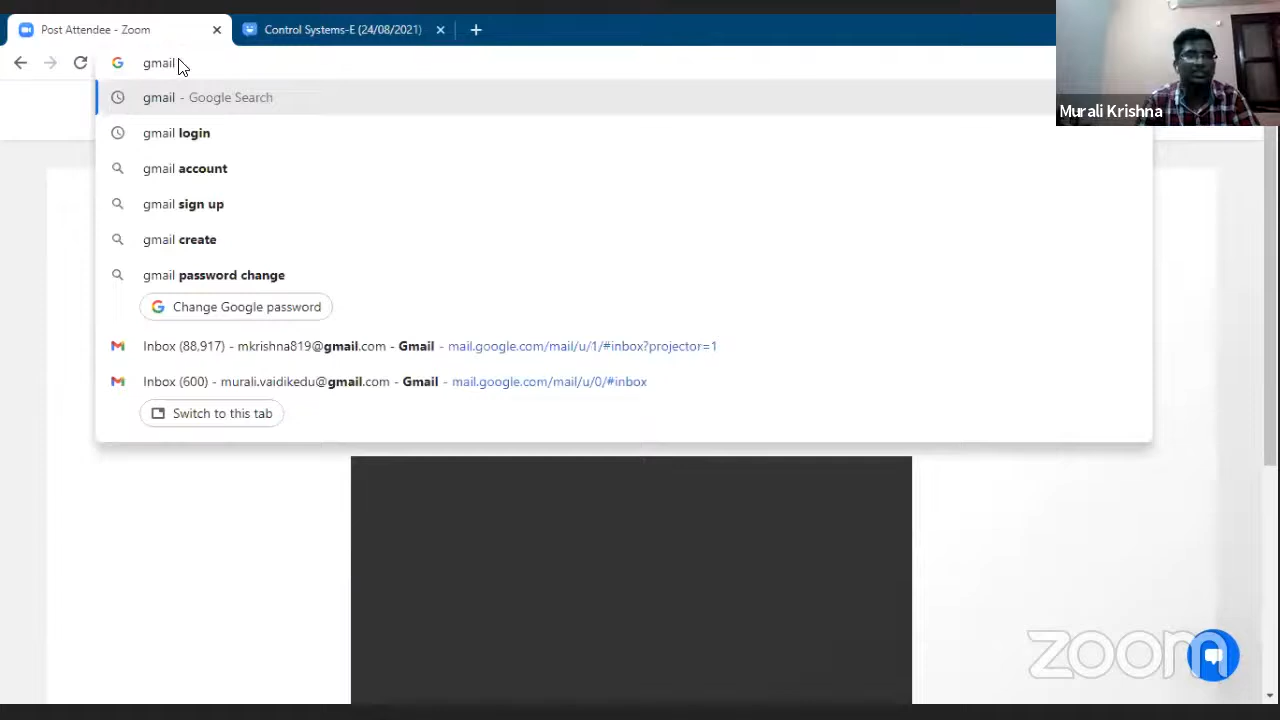 Post Attendee - Zoom
Control Systems-E (24/08/2021)
gmail
gmail - Google Search
gmail login
gmail account
gmail sign up
gmail create
gmail password change
Change Google password
Inbox (88,917) - mkrishna819@gmail.com - Gmail - mail.google.com/mail/u/1/#inbox?projector=1
Inbox (600) - murali.vaidikedu@gmail.com - Gmail - mail.google.com/mail/u/0/#inbox
Switch to this tab
Murali Krishna
zoom